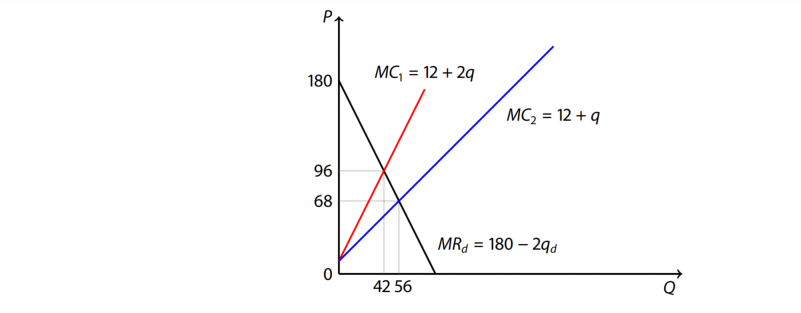 P
MC₁ = 12 + 2q
180
MC₂ = 12 + q
96
68
MR_d = 180 − 2q_d
0
42 56
Q